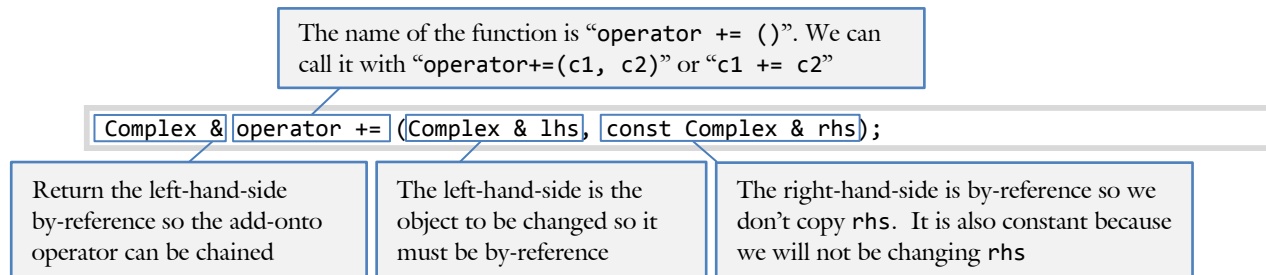 The name of the function is “operator += ()”. We can
call it with “operator+=(c1, c2)” or “c1 += c2”
Complex & operator += (Complex & lhs, const Complex & rhs);
Return the left-hand-side
by-reference so the add-onto
operator can be chained
The left-hand-side is the
object to be changed so it
must be by-reference
The right-hand-side is by-reference so we
don’t copy rhs. It is also constant because
we will not be changing rhs